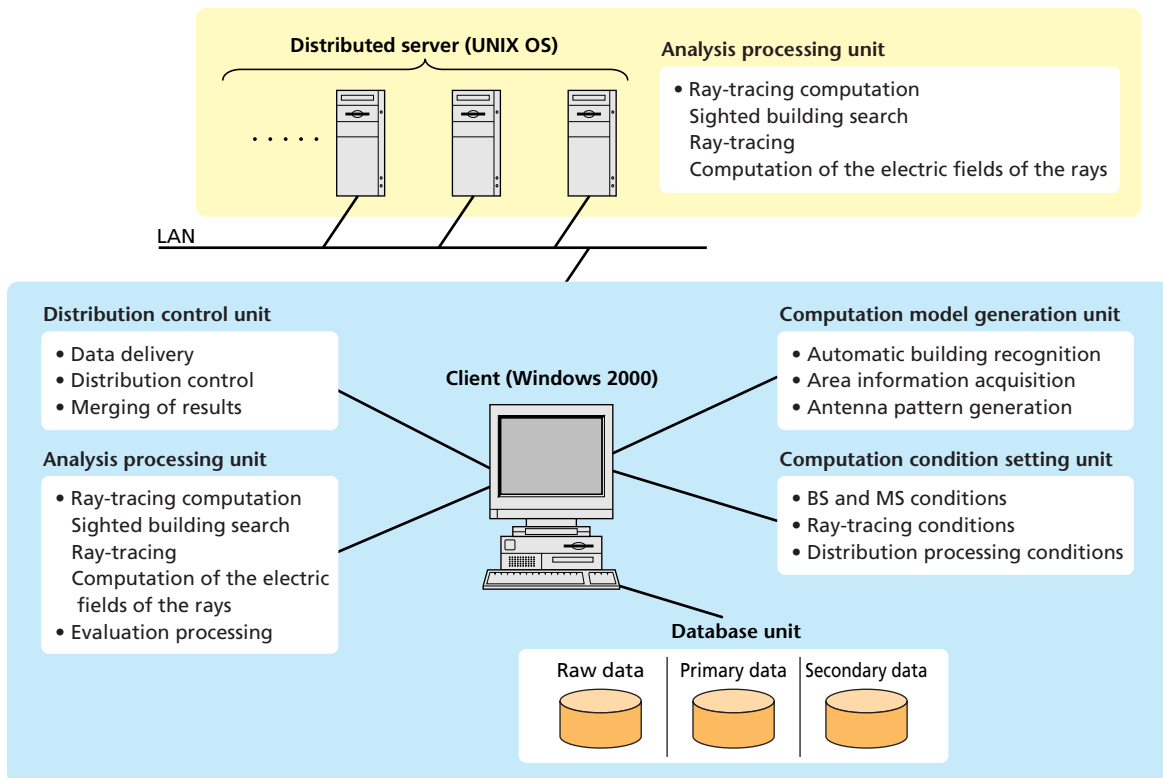 Distributed server (UNIX OS)
Analysis processing unit
• Ray-tracing computation
Sighted building search
Ray-tracing
Computation of the electric fields of the rays
. . . . .
LAN
Distribution control unit
• Data delivery
• Distribution control
• Merging of results
Analysis processing unit
• Ray-tracing computation
Sighted building search
Ray-tracing
Computation of the electric
fields of the rays
• Evaluation processing
Client (Windows 2000)
Computation model generation unit
• Automatic building recognition
• Area information acquisition
• Antenna pattern generation
Computation condition setting unit
• BS and MS conditions
• Ray-tracing conditions
• Distribution processing conditions
Database unit
Raw data
Primary data
Secondary data